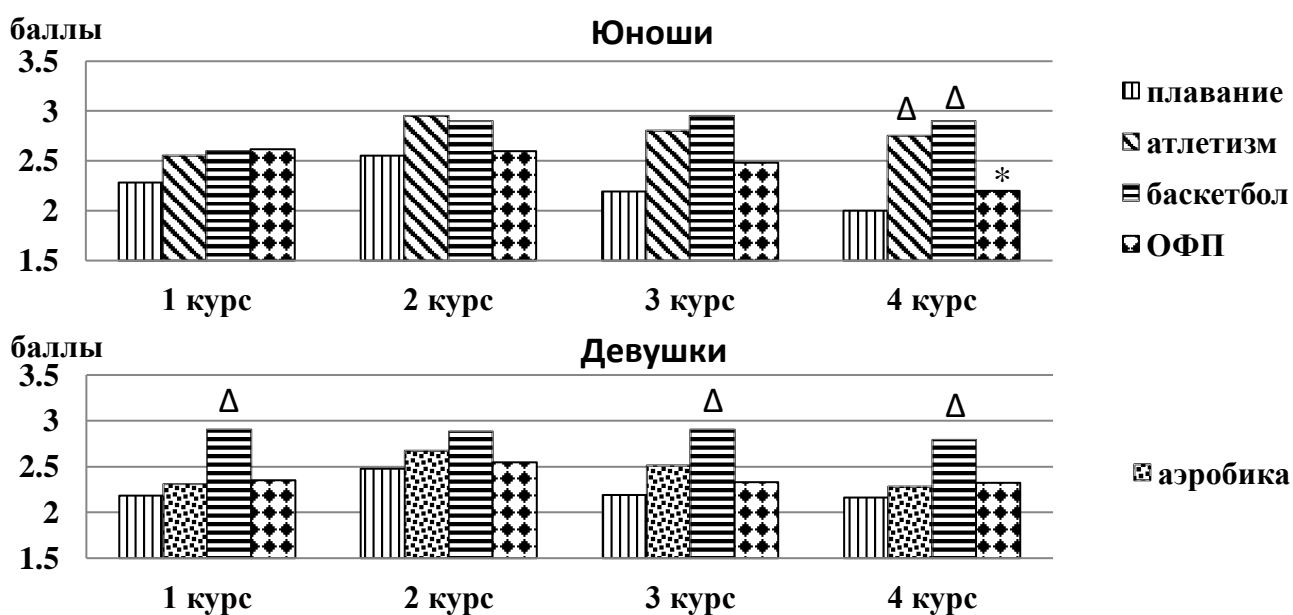 баллы
Юноши
3.5
3
2.5
2
1.5
Δ Δ
*
1 курс 2 курс 3 курс 4 курс
плавание
атлетизм
баскетбол
ОФП
баллы
Девушки
3.5
3
2.5
2
1.5
Δ Δ Δ
1 курс 2 курс 3 курс 4 курс
аэробика